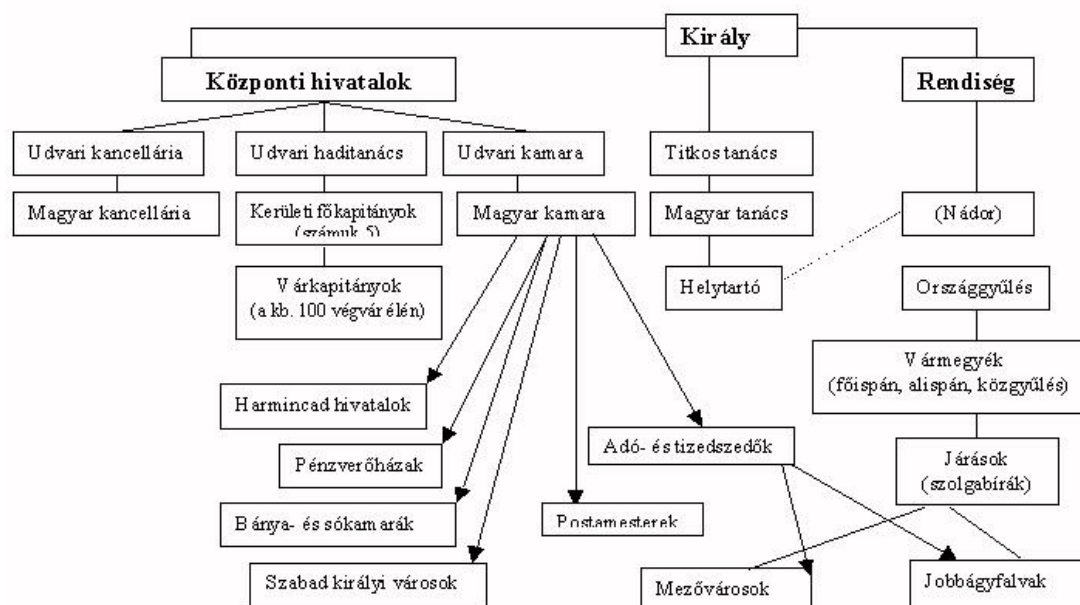 Király
Központi hivatalok
Rendiség
Udvari kancellária
Udvari haditanács
Udvari kamara
Titkos tanács
Magyar kancellária
Kerületi főkapitányok
(számuk 5)
Magyar kamara
Magyar tanács
(Nádor)
Várkapitányok
(a kb. 100 végvár élén)
Helytartó
Országgyűlés
Vármegyék
(főispán, alispán, közgyűlés)
Harmincad hivatalok
Adó- és tizedszedők
Járások
(szolgabírák)
Pénzverőházak
Bánya- és sókamarák
Postamesterek
Szabad királyi városok
Mezővárosok
Jobbágyfalvak